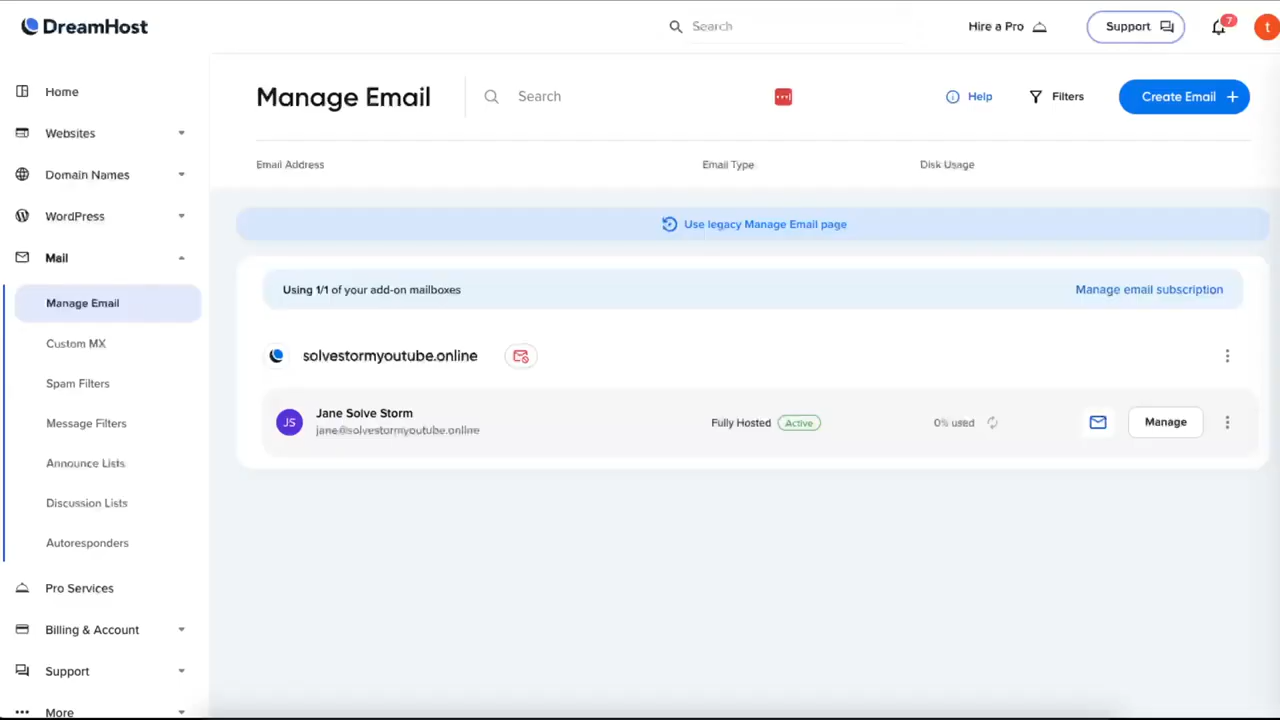 DreamHost
Search
Hire a Pro
Support
7
t
Home
Websites
Domain Names
WordPress
Mail
Manage Email
Custom MX
Spam Filters
Message Filters
Announce Lists
Discussion Lists
Autoresponders
Pro Services
Billing & Account
Support
More
Manage Email
Search
Help
Filters
Create Email +
Email Address
Email Type
Disk Usage
Use legacy Manage Email page
Using 1/1 of your add-on mailboxes
Manage email subscription
solvestormyoutube.online
JS
Jane Solve Storm
jane@solvestormyoutube.online
Fully Hosted
Active
0% used
Manage